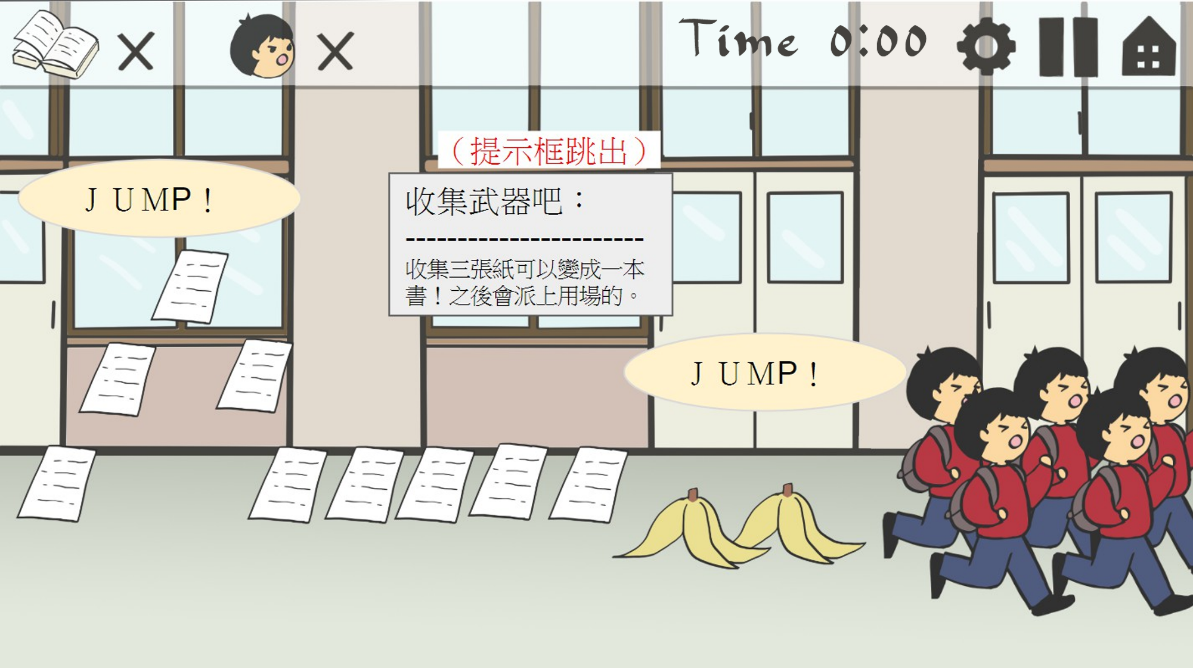 X
X
Time 0:00
(提示框跳出)
JUMP!
收集武器吧:
-----------------------
收集三張紙可以變成一本
書!之後會派上用場的。
JUMP!